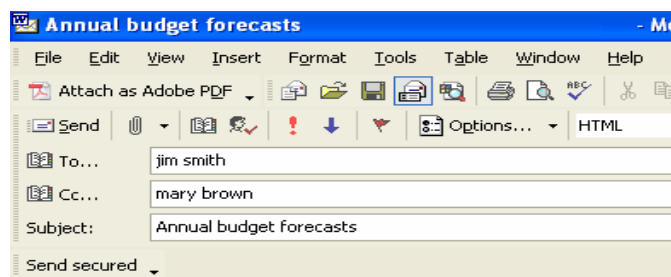 Annual budget forecasts - M
File Edit View Insert Format Tools Table Window Help
Attach as Adobe PDF
Send Options... HTML
To... jim smith
Cc... mary brown
Subject: Annual budget forecasts
Send secured